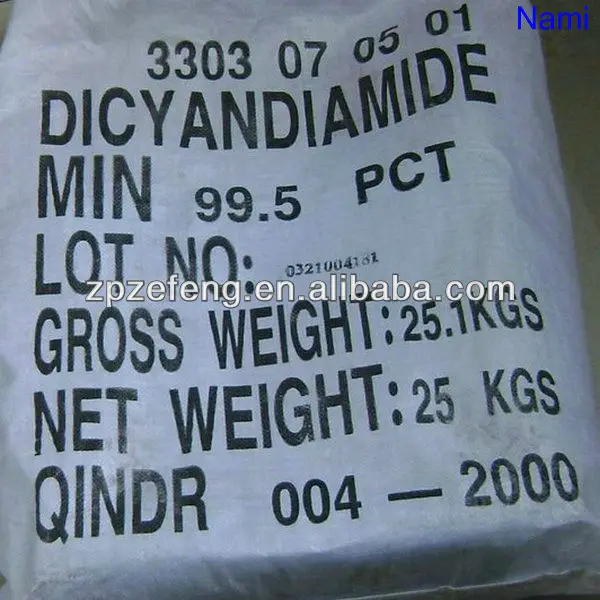 Nami
3303 07 05 01
DICYANDIAMIDE
MIN 99.5 PCT
LOT NO: 0321004161
zpzefeng.en.alibaba.com
GROSS WEIGHT: 25.1KGS
NET WEIGHT: 25 KGS
QINDR 004 — 2000